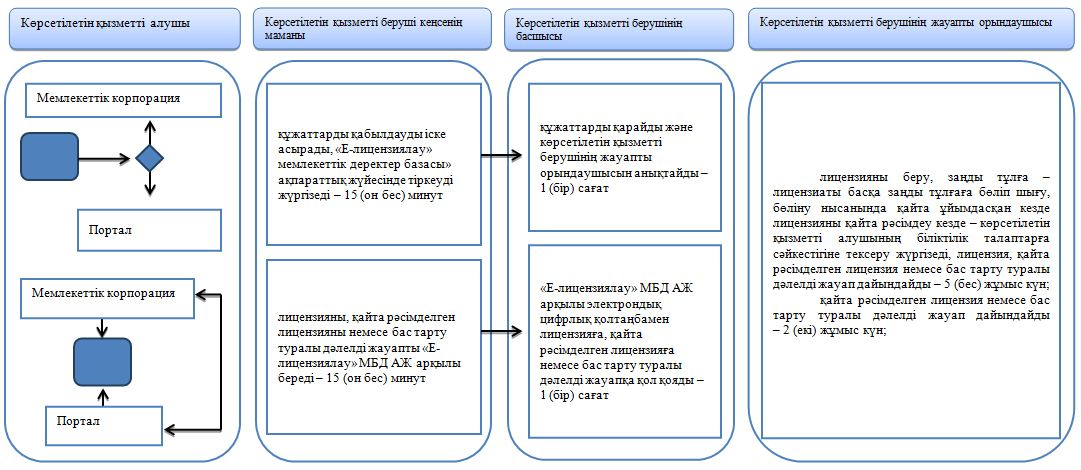 Көрсетілетін қызметті алушы
Көрсетілетін қызметті беруші кеңсенің
маманы
Көрсетілетін қызметті берушінің
басшысы
Көрсетілетін қызметті берушінің жауапты орындаушысы
Мемлекеттік корпорация
Портал
Мемлекеттік корпорация
Портал
құжаттарды қабылдауды іске
асырады, «Е-лицензиялау»
мемлекеттік деректер базасы»
ақпараттық жүйесінде тіркеуді
жүргізеді – 15 (он бес) минут
лицензияны, қайта рәсімделген
лицензияны немесе бас тарту
туралы дәлелді жауапты «Е-
лицензиялау» МБД АЖ арқылы
береді – 15 (он бес) минут
құжаттарды қарайды және
көрсетілетін қызметті
берушінің жауапты
орындаушысын анықтайды –
1 (бір) сағат
«Е-лицензиялау» МБД АЖ
арқылы электрондық
цифрлық қолтаңбамен
лицензияға, қайта
рәсімделген лицензияға
немесе бас тарту туралы
дәлелді жауапқа қол қояды –
1 (бір) сағат
лицензияны беру, заңды тұлға –
лицензиаты басқа заңды тұлғаға бөліп шығу,
бөліну нысанында қайта ұйымдасқан кезде
лицензияны қайта рәсімдеу кезде – көрсетілетін
қызметті алушының біліктілік талаптарға
сәйкестігіне тексеру жүргізеді, лицензия, қайта
рәсімделген лицензия немесе бас тарту туралы
дәлелді жауап дайындайды – 5 (бес) жұмыс күн;
қайта рәсімделген лицензия немесе бас
тарту туралы дәлелді жауап дайындайды
– 2 (екі) жұмыс күн;